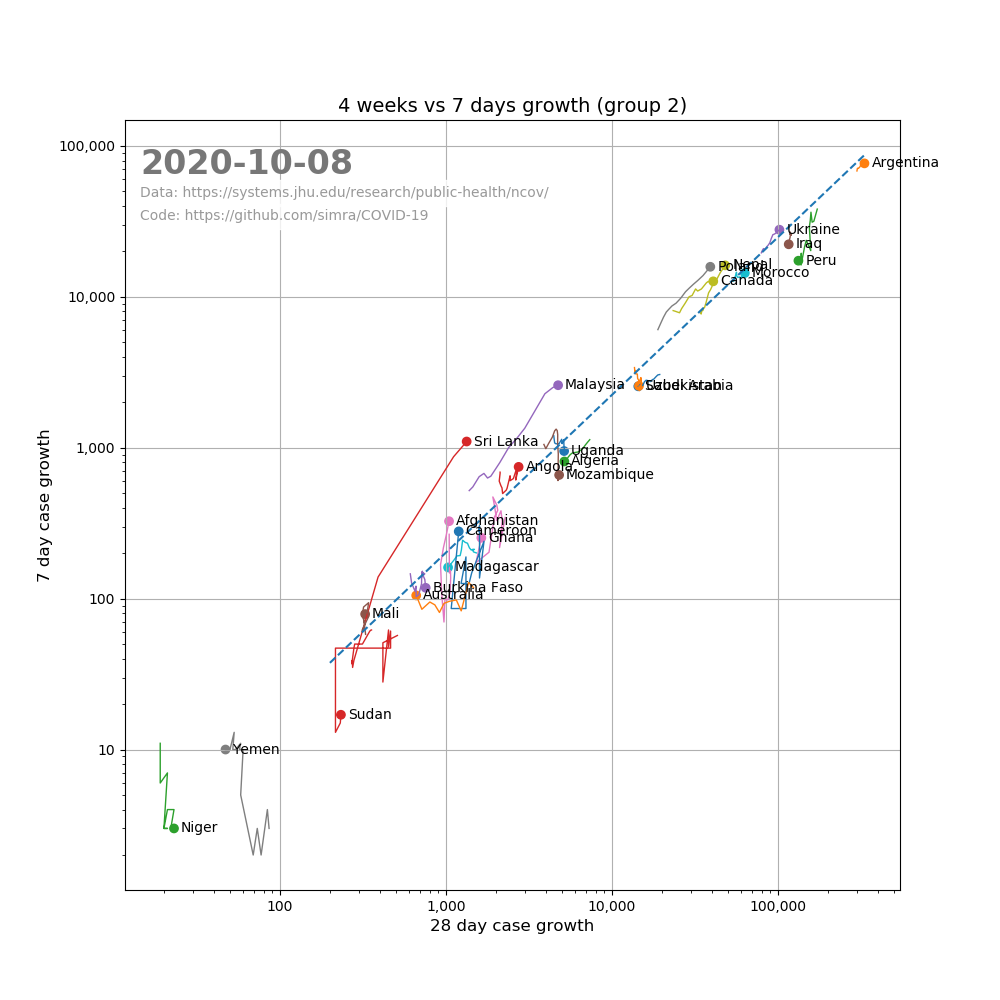 4 weeks vs 7 days growth (group 2)
2020-10-08
Data: https://systems.jhu.edu/research/public-health/ncov/
Code: https://github.com/simra/COVID-19
7 day case growth
100,000
10,000
1,000
100
10
Argentina
Ukraine
Iraq
Peru
Nepal
Poland
Morocco
Canada
Malaysia
Uzbekistan
Saudi Arabia
Sri Lanka
Uganda
Algeria
Angola
Mozambique
Afghanistan
Cameroon
Ghana
Madagascar
Burkina Faso
Australia
Mali
Sudan
Yemen
Niger
100
1,000
10,000
100,000
28 day case growth